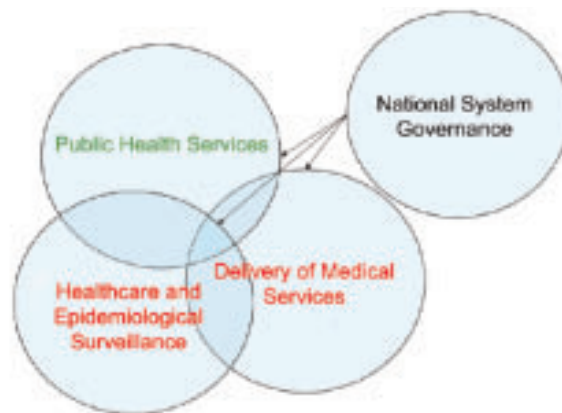 National System
Governance
Public Health Services
Delivery of Medical
Services
Healthcare and
Epidemiological
Surveillance